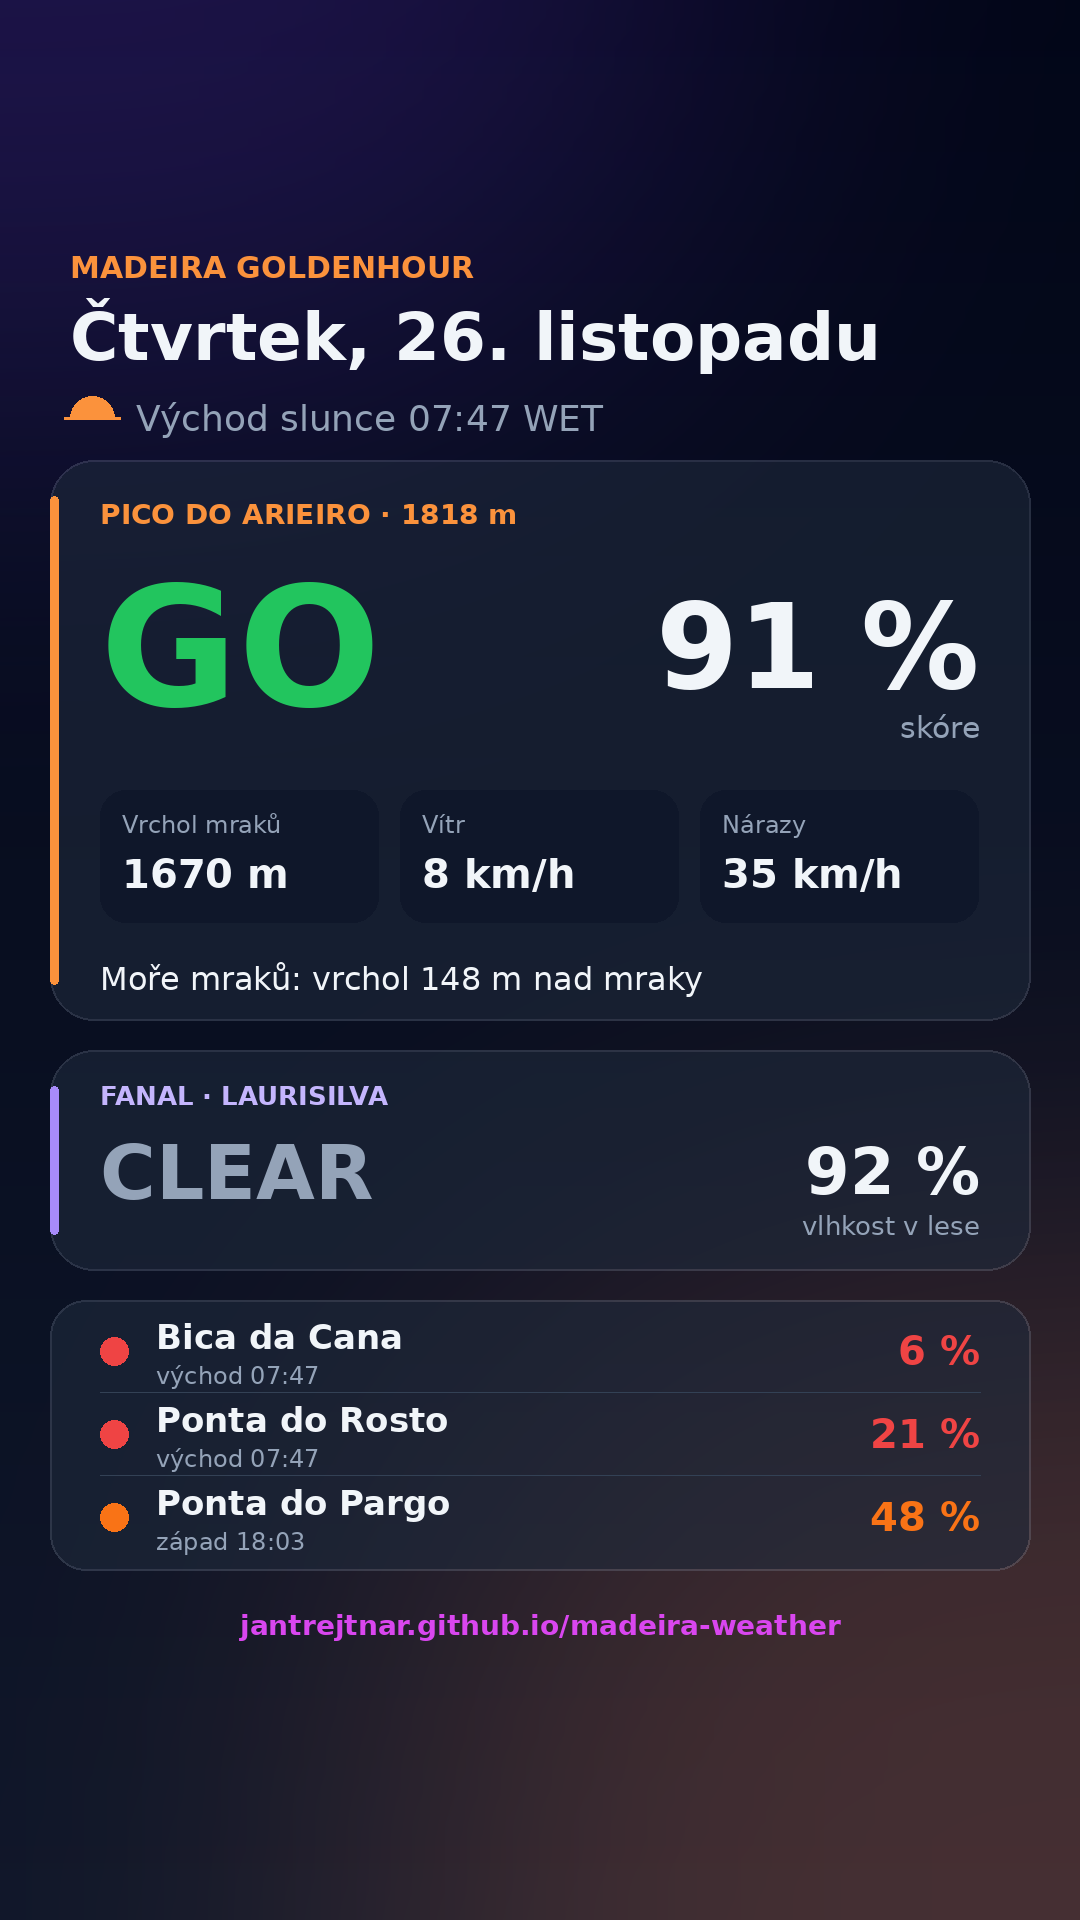 MADEIRA GOLDENHOUR
Čtvrtek, 26. listopadu
Východ slunce 07:47 WET
PICO DO ARIEIRO · 1818 m
GO
91 %
skóre
Vrchol mraků
1670 m
Vítr
8 km/h
Nárazy
35 km/h
Moře mraků: vrchol 148 m nad mraky
FANAL · LAURISILVA
CLEAR
92 %
vlhkost v lese
Bica da Cana
východ 07:47
6 %
Ponta do Rosto
východ 07:47
21 %
Ponta do Pargo
západ 18:03
48 %
jantrejtnar.github.io/madeira-weather